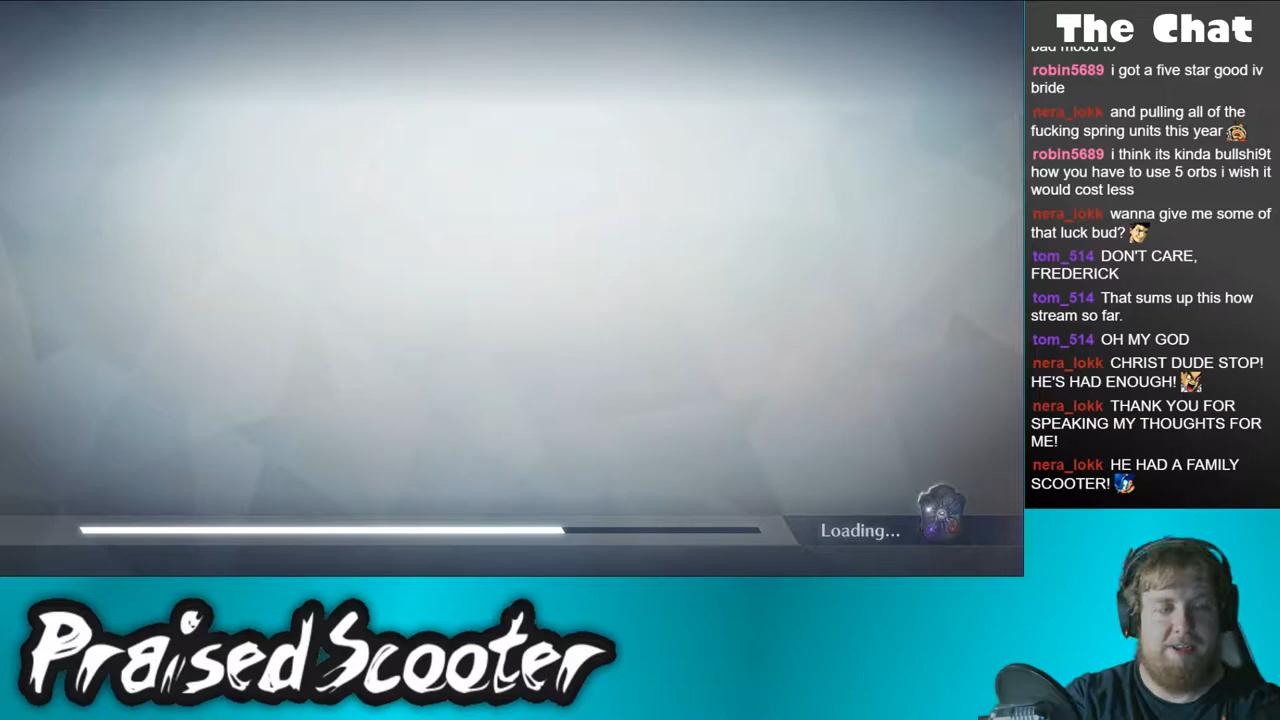 The Chat
bad mood to
robin5689 i got a five star good iv
bride
nera_lokk and pulling all of the
fucking spring units this year
robin5689 i think its kinda bullshi9t
how you have to use 5 orbs i wish it
would cost less
nera_lokk wanna give me some of
that luck bud?
tom_514 DON'T CARE,
FREDERICK
tom_514 That sums up this how
stream so far.
tom_514 OH MY GOD
nera_lokk CHRIST DUDE STOP!
HE'S HAD ENOUGH!
nera_lokk THANK YOU FOR
SPEAKING MY THOUGHTS FOR
ME!
nera_lokk HE HAD A FAMILY
SCOOTER!
Loading...
PraisedScooter